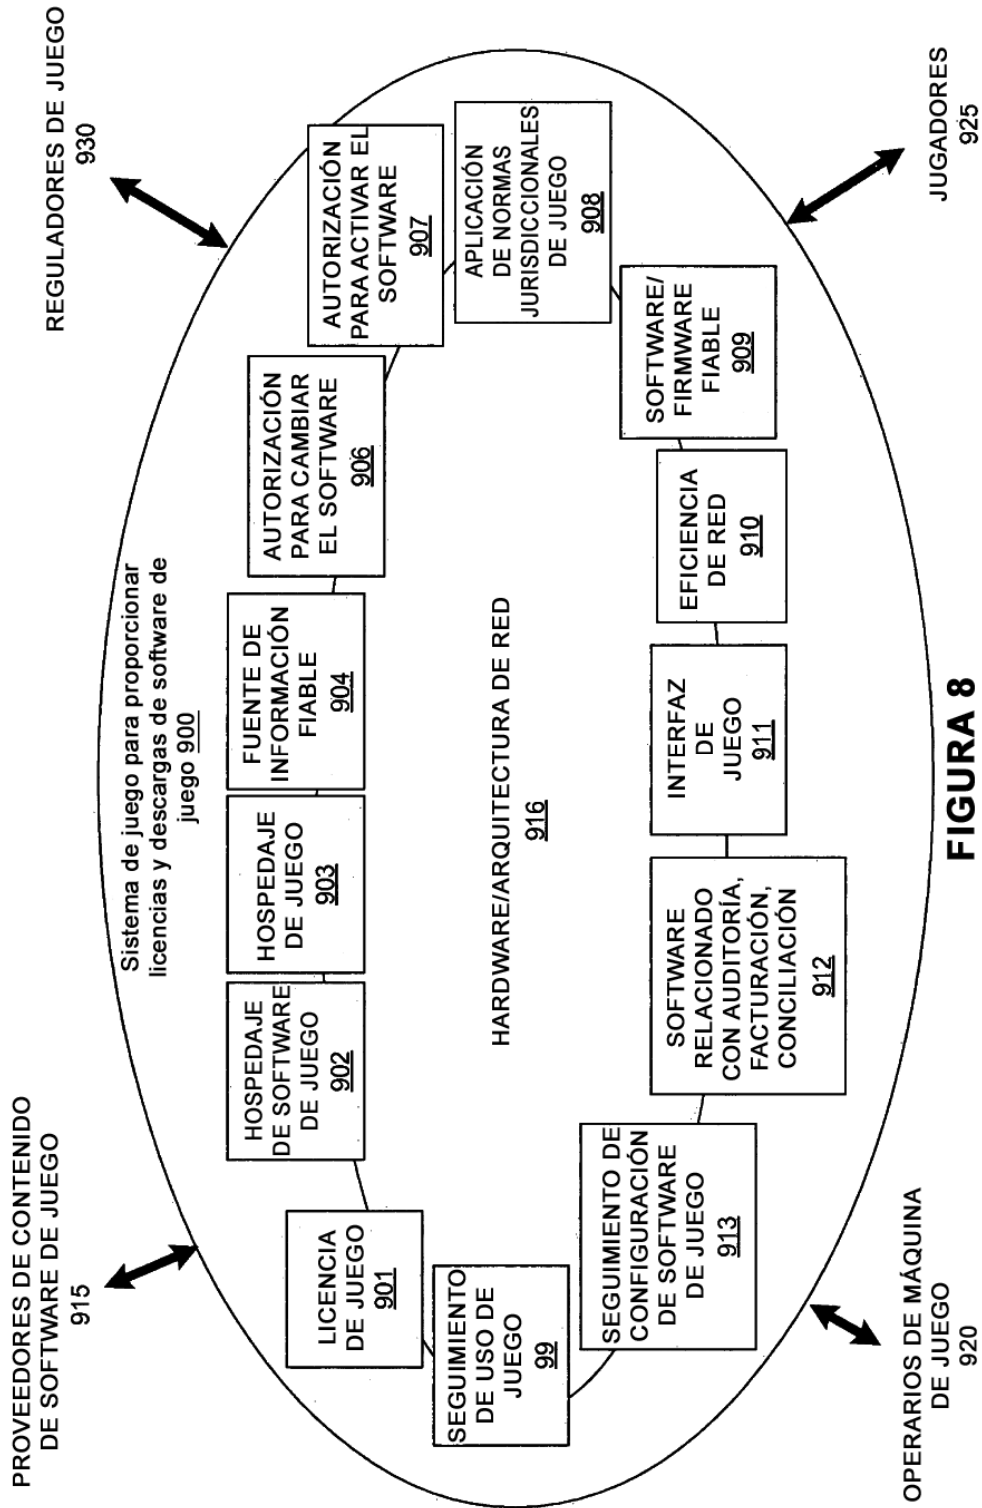 PROVEEDORES DE CONTENIDO
DE SOFTWARE DE JUEGO
915
REGULADORES DE JUEGO
930
Sistema de juego para proporcionar
licencias y descargas de software de
juego 900
LICENCIA
DE JUEGO
901
HOSPEDAJE
DE SOFTWARE
DE JUEGO
902
HOSPEDAJE
DE JUEGO
903
FUENTE DE
INFORMACIÓN
FIABLE
904
AUTORIZACIÓN
PARA CAMBIAR
EL SOFTWARE
906
AUTORIZACIÓN
PARA ACTIVAR EL
SOFTWARE
907
APLICACIÓN
DE NORMAS
JURISDICCIONALES
DE JUEGO
908
SOFTWARE/
FIRMWARE
FIABLE
909
EFICIENCIA
DE RED
910
INTERFAZ
DE
JUEGO
911
SOFTWARE
RELACIONADO
CON AUDITORÍA,
FACTURACIÓN,
CONCILIACIÓN
912
SEGUIMIENTO DE
CONFIGURACIÓN
DE SOFTWARE
DE JUEGO
913
SEGUIMIENTO
DE USO DE
JUEGO
99
HARDWARE/ARQUITECTURA DE RED
916
OPERARIOS DE MÁQUINA
DE JUEGO
920
JUGADORES
925
FIGURA 8